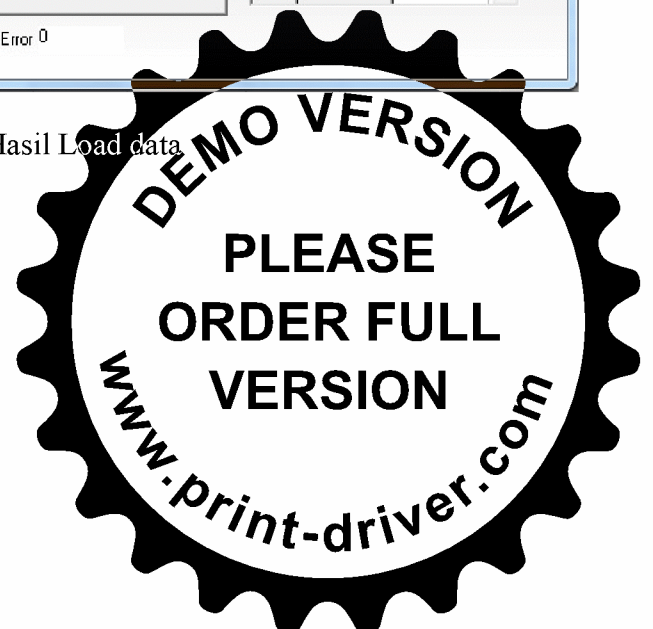 Error 0
Hasil Load data
DEMO VERSION
PLEASE
ORDER FULL
VERSION
www.print-driver.com